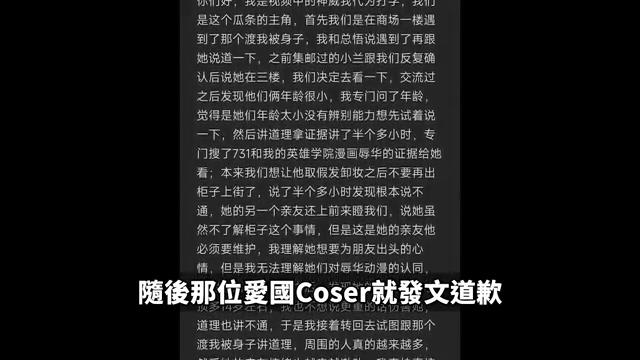 你们好，我是视频中的神威我代为打字，我们
是这个瓜条的主角，首先我们是在商场一楼遇
到了那个渡我被身子，我和总悟说遇到了再跟
她说道一下，之前集邮过的小兰跟我们反复确
认后说她在三楼，我们决定去看一下，交流过
之后发现他们俩年龄很小，我专门问了年龄，
觉得是她们年龄太小没有辨别能力想先试着说
一下，然后讲道理拿证据讲了半个多小时，专
门搜了731和我的英雄学院漫画辱华的证据给她
看；本来我们想让他取假发卸妆之后不要再出
柜子上街了，说了半个多小时发现根本说不
通，她的另一个亲友还上前来瞪我们，说她虽
然不了解柜子这个事情，但是这是她的亲友他
必须要维护，我理解她想要为朋友出头的心
情，但是我无法理解她们对辱华动漫的认同，
隨後那位愛國Coser就發文道歉
道理也讲不通，于是我接着转回去试图跟那个
渡我被身子讲道理，周围的人真的越来越多，